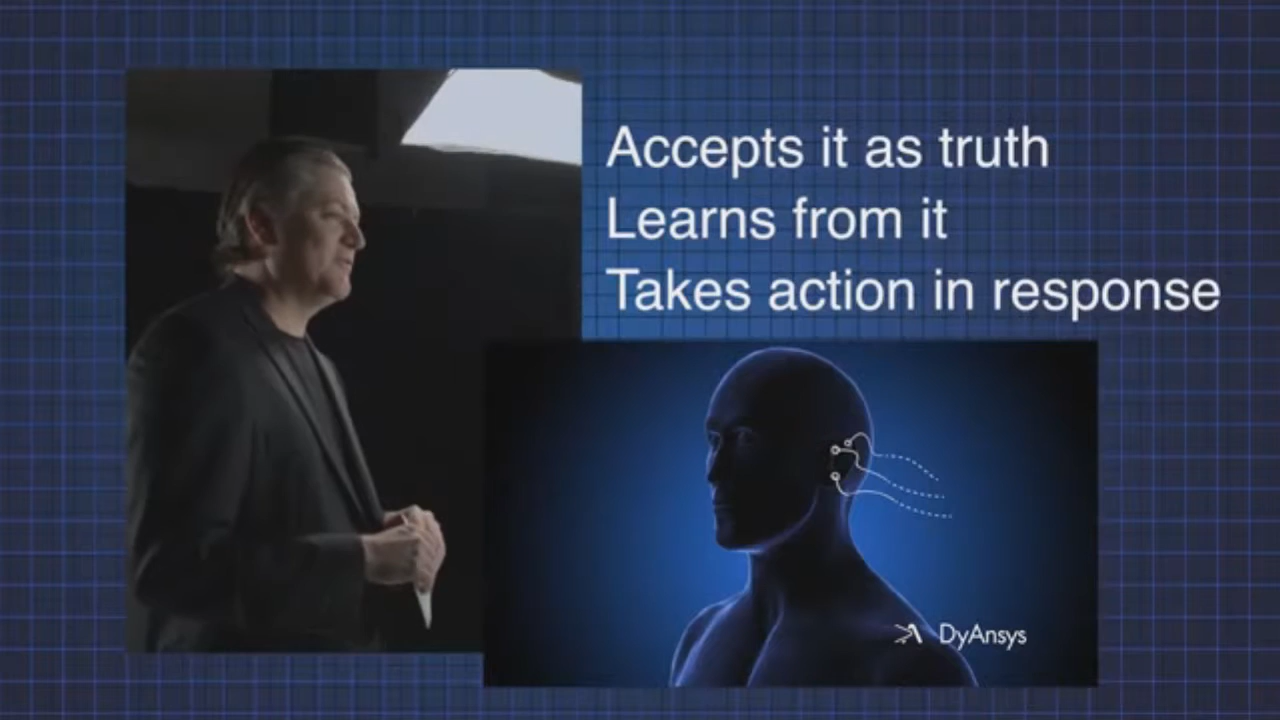 Accepts it as truth
Learns from it
Takes action in response
DyAnsys